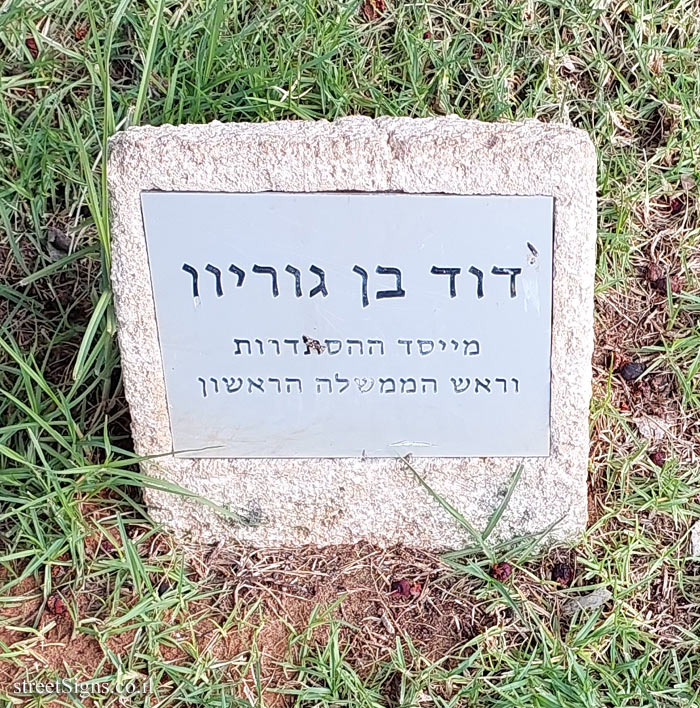 דוד בן גוריון
מייסד ההסתדרות
וראש הממשלה הראשון
streetSigns.co.il